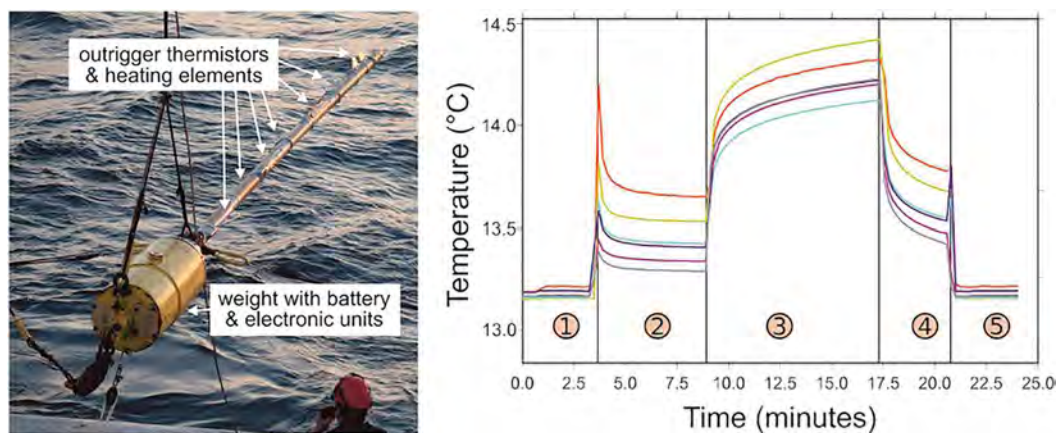 outrigger thermistors
& heating elements
weight with battery
& electronic units
14.5
14.0
13.5
13.0
Temperature (°C)
1
2
3
4
5
0.0 2.5 5.0 7.5 10.0 12.5 15.0 17.5 20.0 22.5 25.0
Time (minutes)